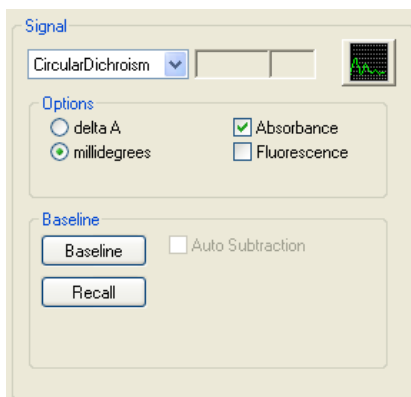 Signal
CircularDichroism
Options
delta A
Absorbance
millidegrees
Fluorescence
Baseline
Baseline
Auto Subtraction
Recall